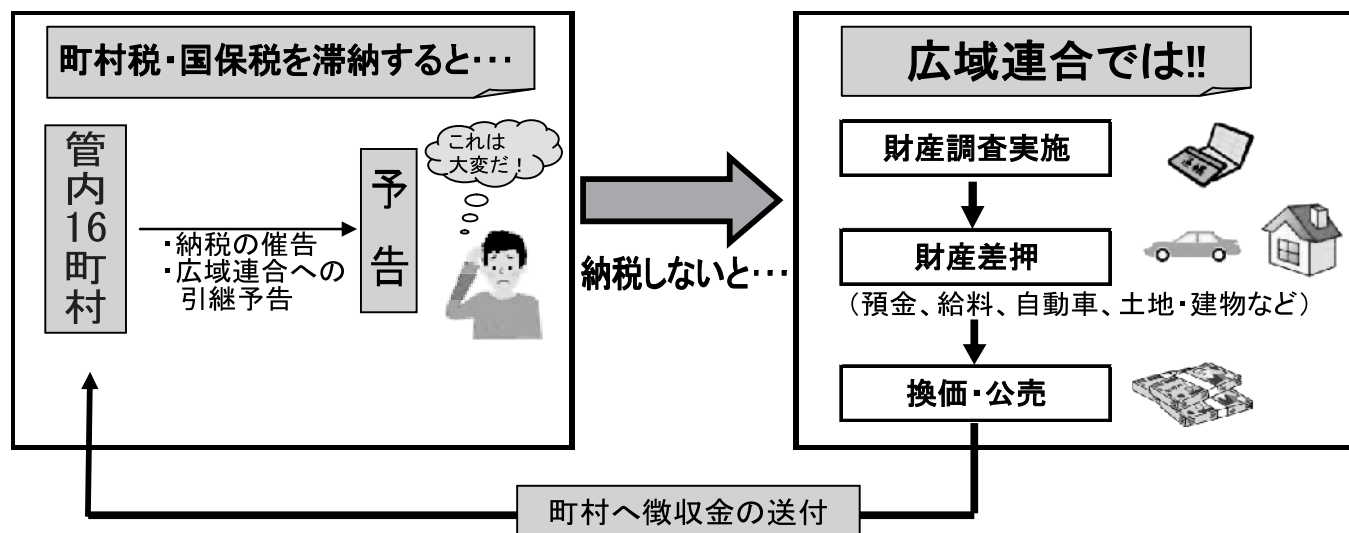 町村税・国保税を滞納すると・・・
管内16町村
・納税の催告
・広域連合への
引継予告
予告
これは
大変だ！
納税しないと・・・
広域連合では!!
財産調査実施
財産差押
（預金、給料、自動車、土地・建物など）
換価・公売
町村へ徴収金の送付